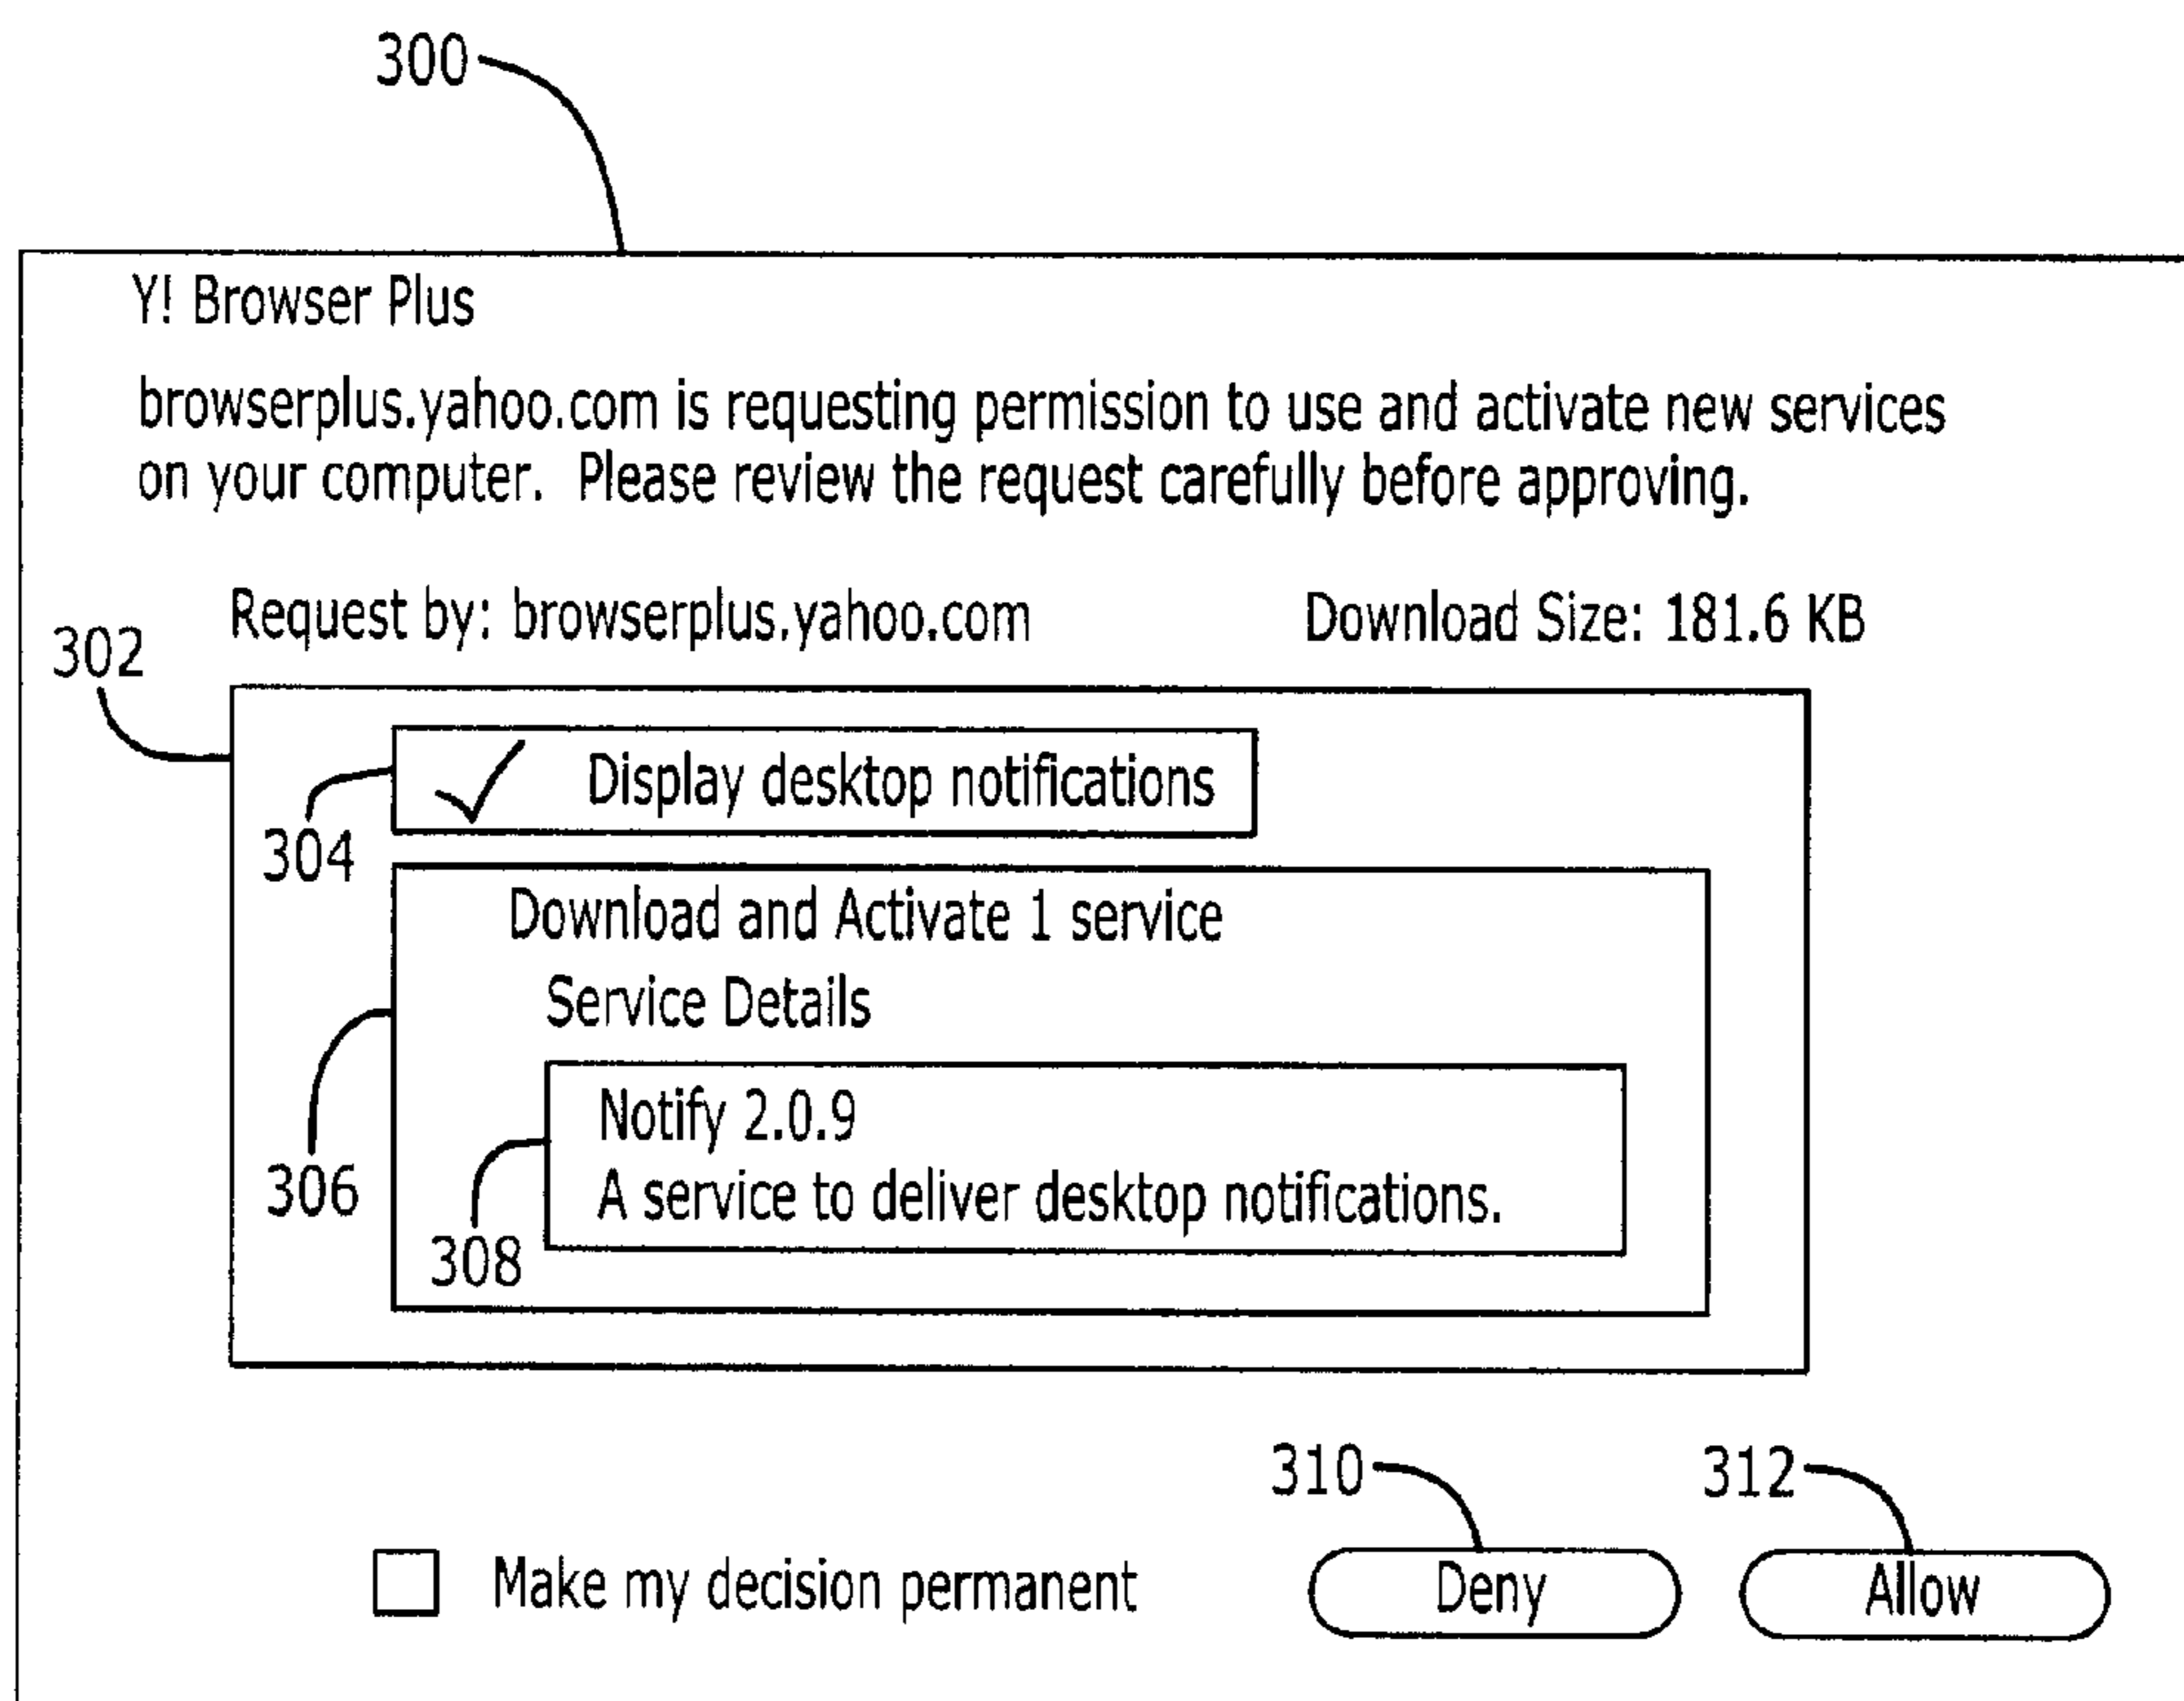 300
Y! Browser Plus
browserplus.yahoo.com is requesting permission to use and activate new services
on your computer. Please review the request carefully before approving.
Request by: browserplus.yahoo.com Download Size: 181.6 KB
302
Display desktop notifications
304
Download and Activate 1 service
Service Details
306
Notify 2.0.9
A service to deliver desktop notifications.
308
310 312
Make my decision permanent Deny Allow